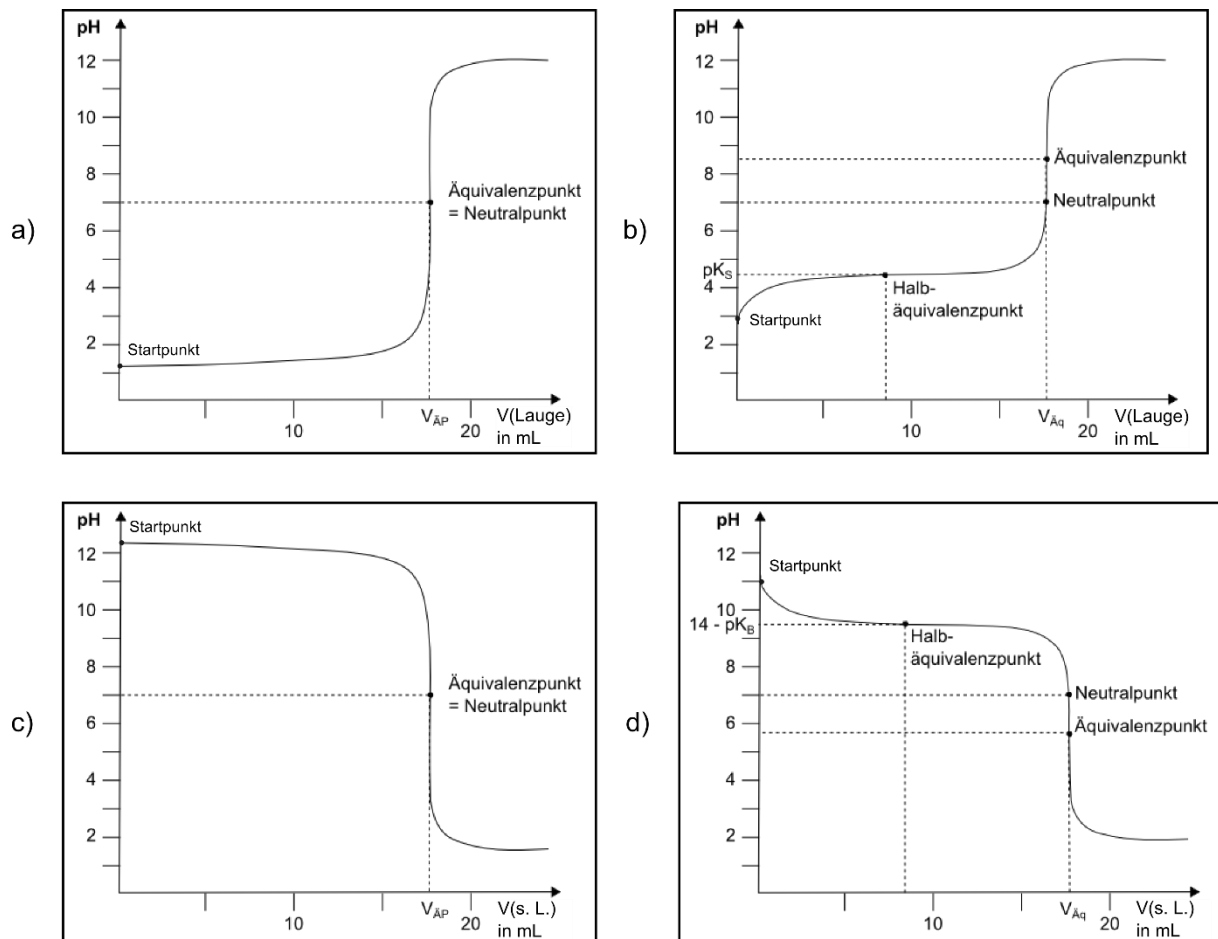 a)
pH
12
10
8
6
4
2
Startpunkt
Äquivalenzpunkt
= Neutralpunkt
10
V_ÄP
20
V(Lauge)
in mL
b)
pH
12
10
8
6
pK_S
4
2
Äquivalenzpunkt
Neutralpunkt
Halb-
äquivalenzpunkt
Startpunkt
10
V_Äq
20
V(Lauge)
in mL
c)
pH
Startpunkt
12
10
8
6
4
2
Äquivalenzpunkt
= Neutralpunkt
10
V_ÄP
20
V(s. L.)
in mL
d)
pH
12
Startpunkt
10
14 - pK_B
8
6
4
2
Halb-
äquivalenzpunkt
Neutralpunkt
Äquivalenzpunkt
10
V_Äq
20
V(s. L.)
in mL